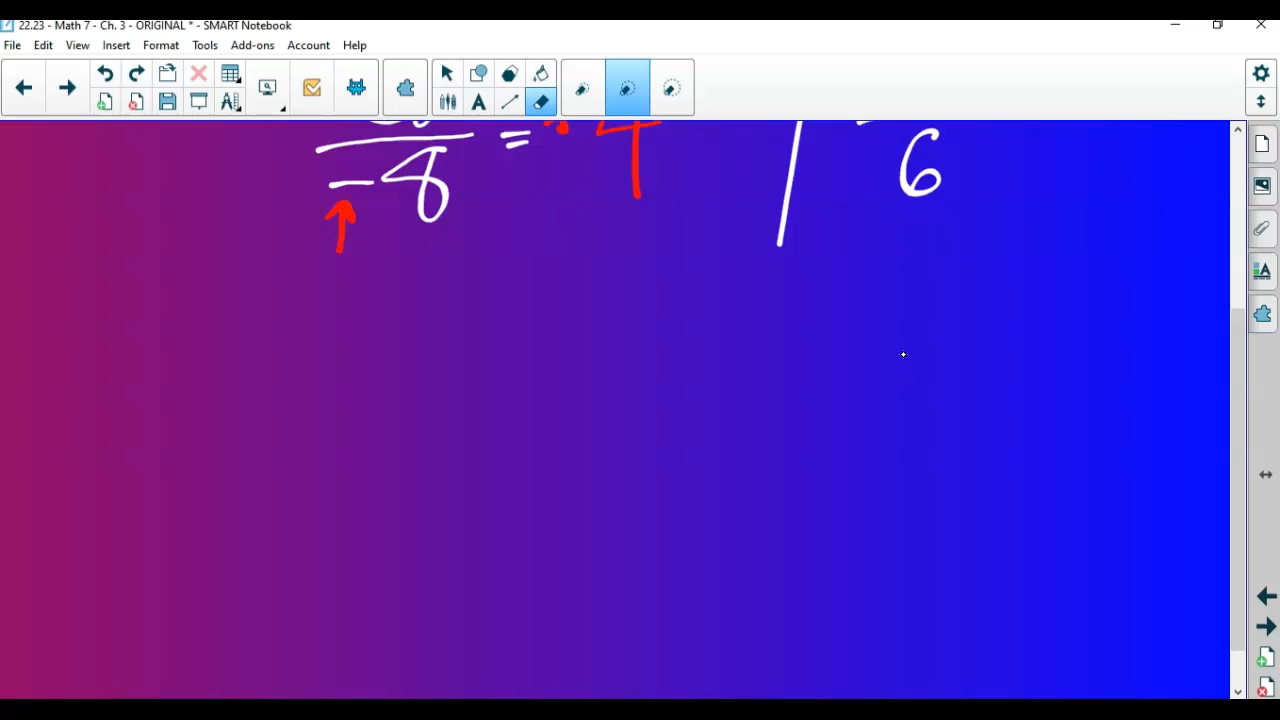 22.23 - Math 7 - Ch. 3 - ORIGINAL * - SMART Notebook
File Edit View Insert Format Tools Add-ons Account Help
= 4
-8
6